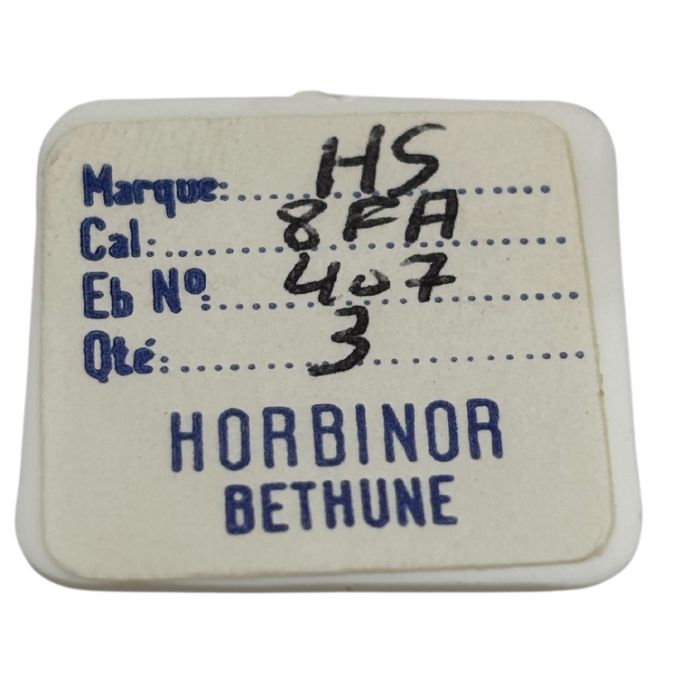 Marque: HS
Cal: 8FA
Eb Nº: 407
Qté: 3
HORBINOR
BETHUNE